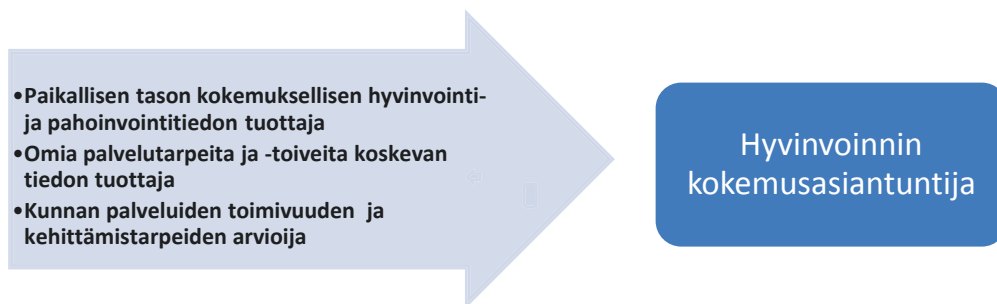 •Paikallisen tason kokemuksellisen hyvinvointi-
ja pahoinvointitiedon tuottaja
•Omia palvelutarpeita ja -toiveita koskevan
tiedon tuottaja
•Kunnan palveluiden toimivuuden ja
kehittämistarpeiden arvioija
Hyvinvoinnin
kokemusasiantuntija